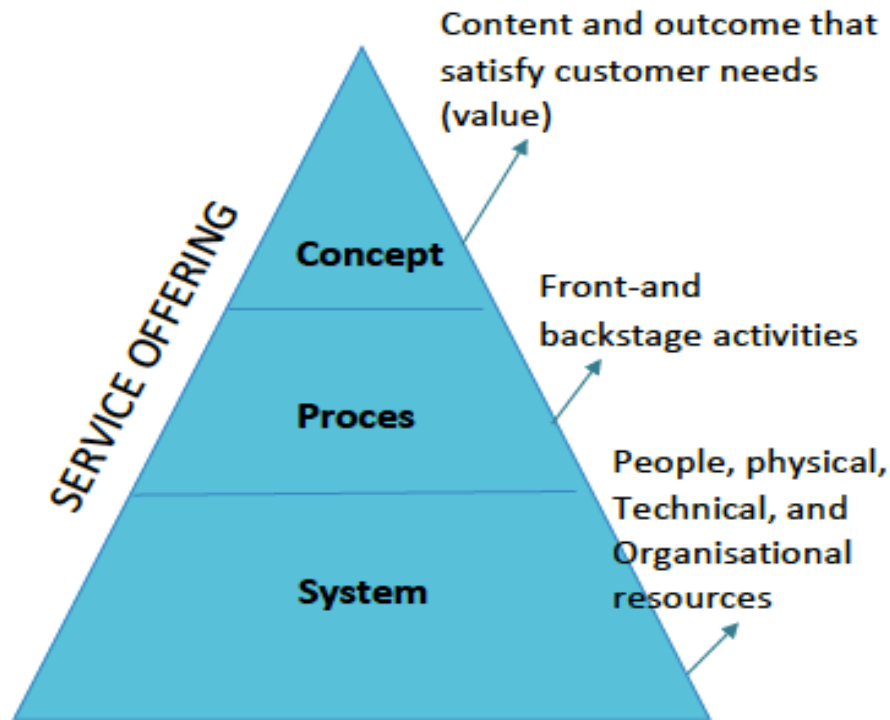 Content and outcome that
satisfy customer needs
(value)
SERVICE OFFERING
Concept
Front-and
backstage activities
Proces
People, physical,
Technical, and
Organisational
resources
System